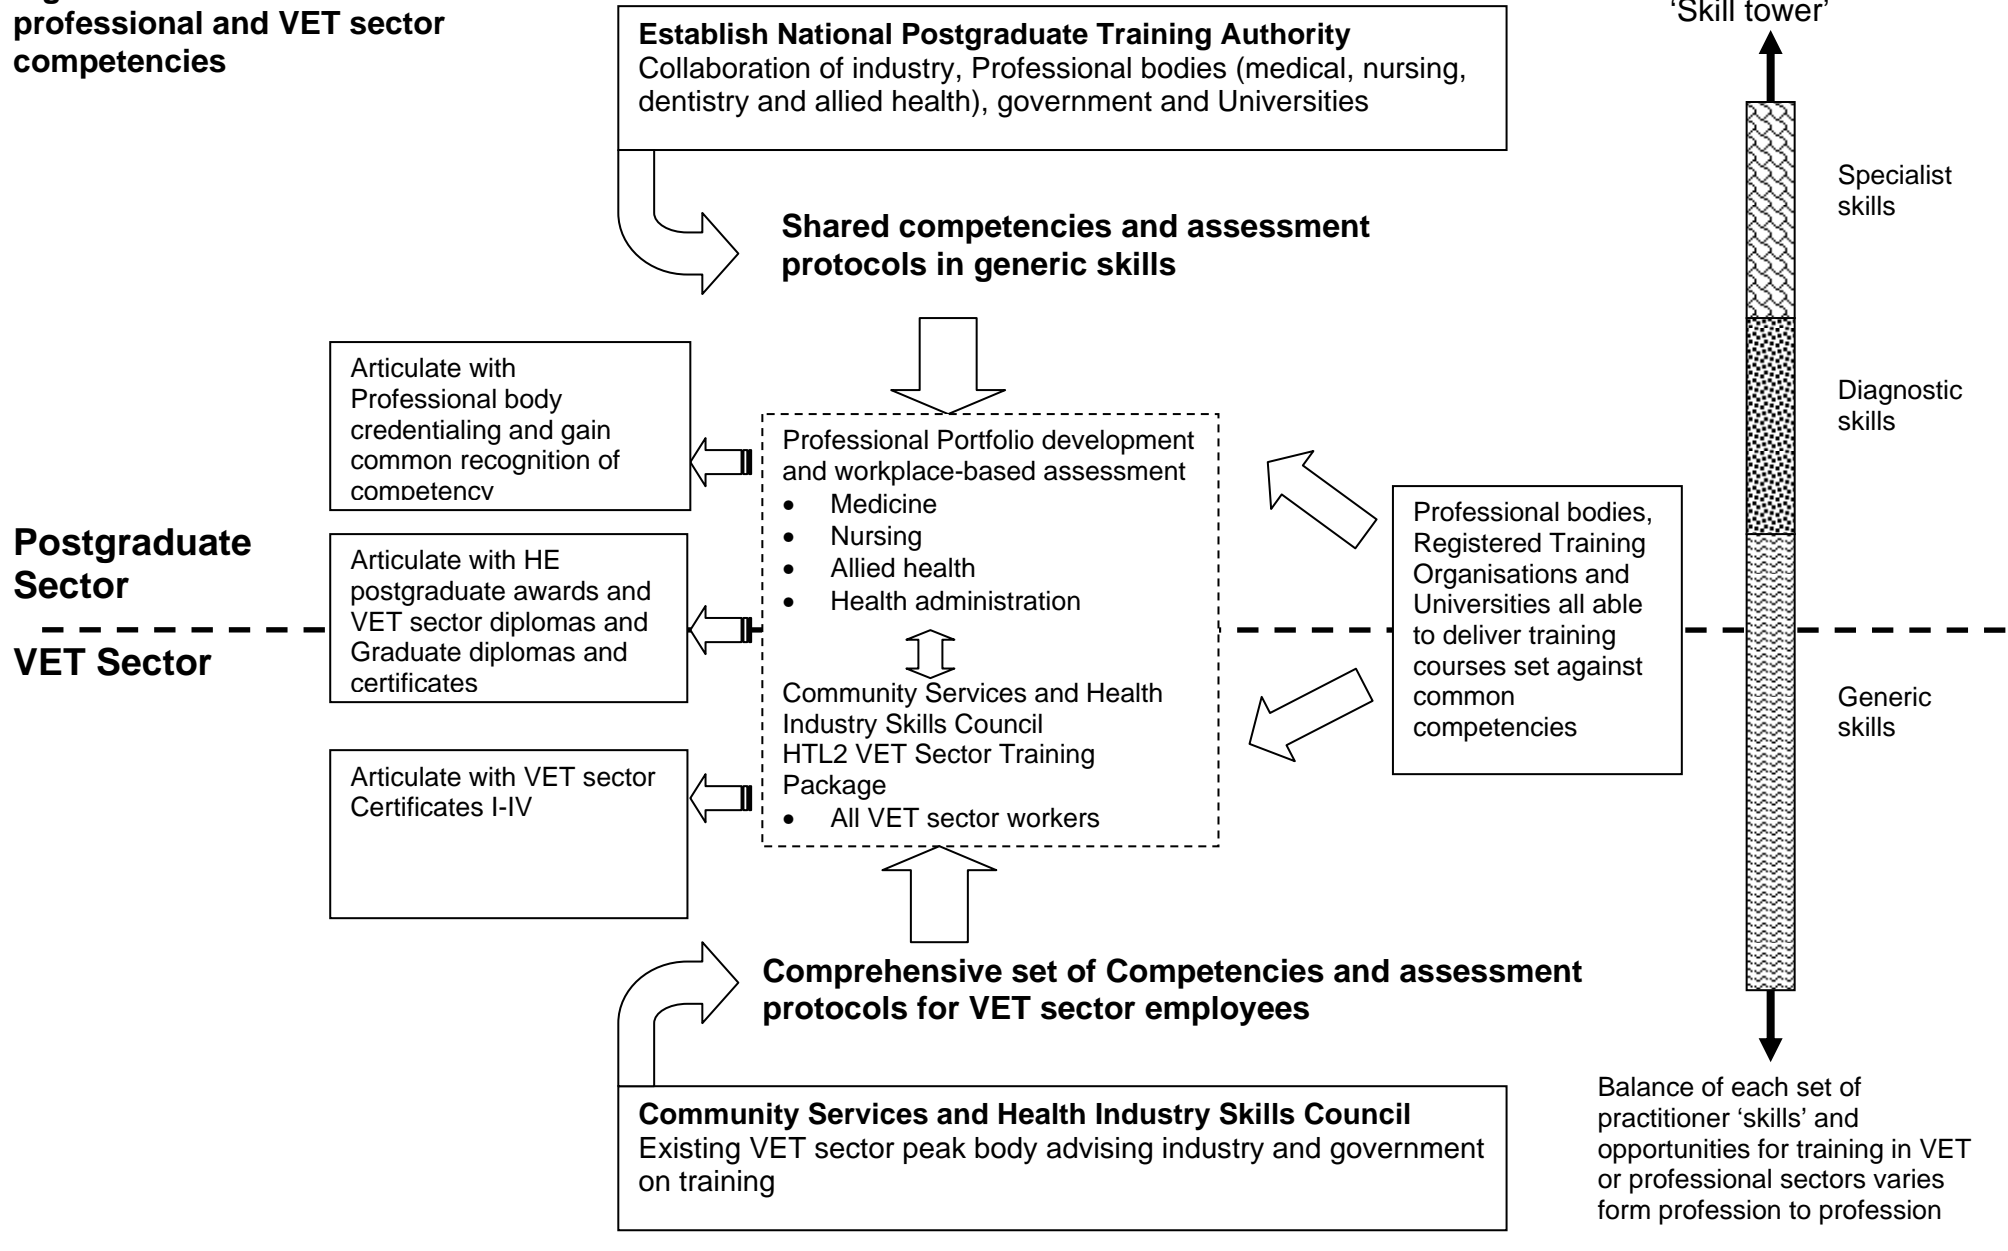 professional and VET sector
competencies
Establish National Postgraduate Training Authority
Collaboration of industry, Professional bodies (medical, nursing,
dentistry and allied health), government and Universities
‘Skill tower’
Specialist
skills
Shared competencies and assessment
protocols in generic skills
Articulate with
Professional body
credentialing and gain
common recognition of
competency
Professional Portfolio development
and workplace-based assessment
• Medicine
• Nursing
• Allied health
• Health administration
Diagnostic
skills
Professional bodies,
Registered Training
Organisations and
Universities all able
to deliver training
courses set against
common
competencies
Postgraduate
Sector
VET Sector
Articulate with HE
postgraduate awards and
VET sector diplomas and
Graduate diplomas and
certificates
Community Services and Health
Industry Skills Council
HTL2 VET Sector Training
Package
• All VET sector workers
Generic
skills
Articulate with VET sector
Certificates I-IV
Comprehensive set of Competencies and assessment
protocols for VET sector employees
Community Services and Health Industry Skills Council
Existing VET sector peak body advising industry and government
on training
Balance of each set of
practitioner ‘skills’ and
opportunities for training in VET
or professional sectors varies
form profession to profession